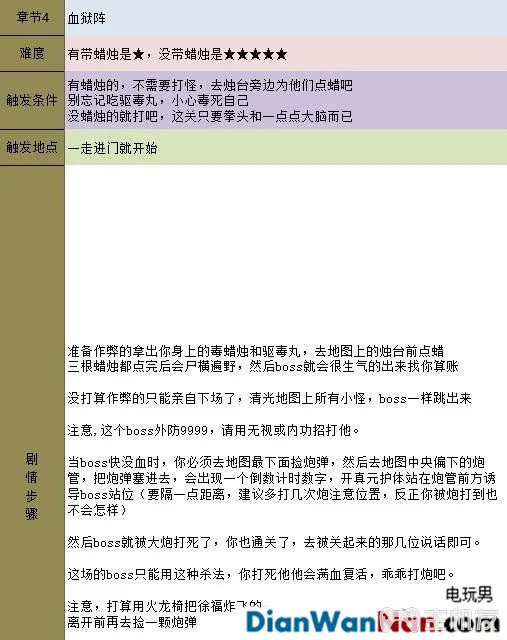 章节4
血狱阵
难度
有带蜡烛是★，没带蜡烛是★★★★★
触发条件
有蜡烛的，不需要打怪，去烛台旁边为他们点蜡吧
别忘记吃驱毒丸，小心毒死自己
没蜡烛的就打吧，这关只要拳头和一点点大脑而已
触发地点
一走进门就开始
剧情步骤
准备作弊的拿出你身上的毒蜡烛和驱毒丸，去地图上的烛台前点蜡
三根蜡烛都点完后会尸横遍野，然后boss就会很生气的出来找你算账
没打算作弊的只能亲自下场了，清光地图上所有小怪，boss一样跳出来
注意,这个boss外防9999，请用无视或内功招打他。
当boss快没血时，你必须去地图最下面捡炮弹，然后去地图中央偏下的炮
管，把炮弹塞进去，会出现一个倒数计时数字，开真元护体站在炮管前方诱
导boss站位（要隔一点距离，建议多打几次炮注意位置，反正你被炮打到也
不会怎样）
然后boss就被大炮打死了，你也通关了，去被关起来的那几位说话即可。
这场的boss只能用这种杀法，你打死他他会满血复活，乖乖打炮吧。
注意，打算用火龙椅把徐福炸飞的
离开前再去捡一颗炮弹
电玩男
DianWanNan.com